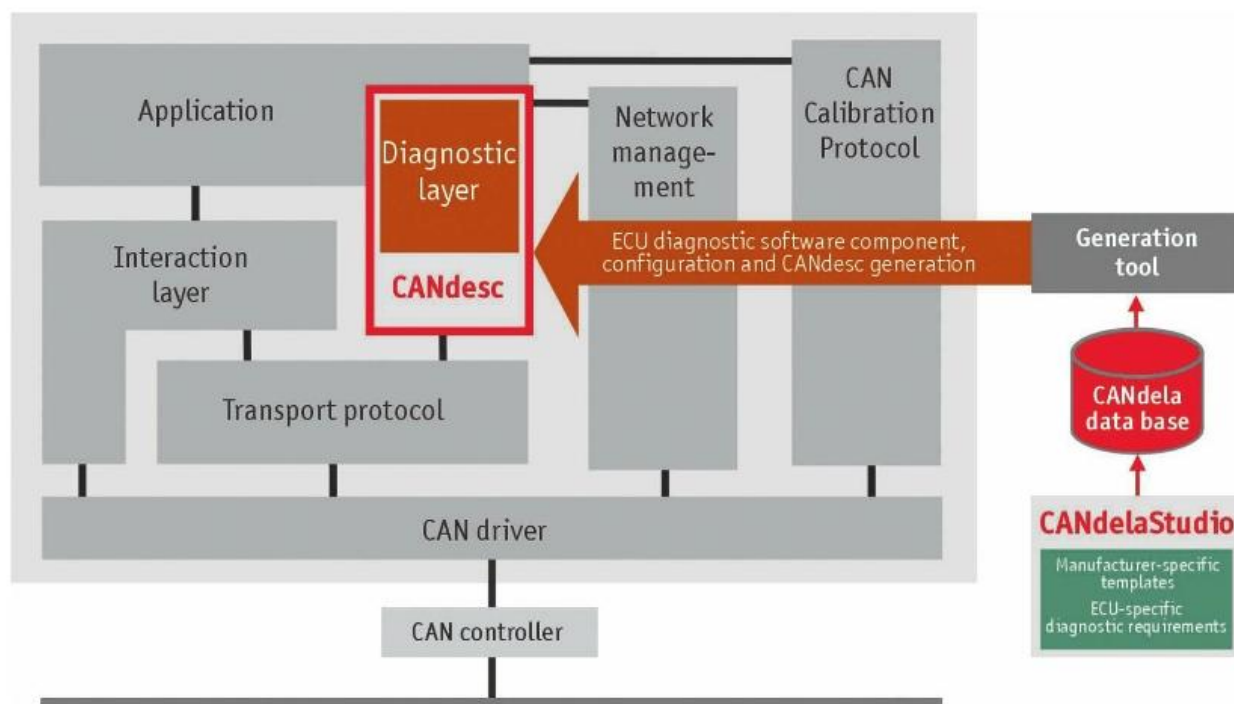 Application
Diagnostic
layer
CANdesc
Network
manage-
ment
CAN
Calibration
Protocol
Interaction
layer
ECU diagnostic software component,
configuration and CANdesc generation
Generation
tool
Transport protocol
CANdela
data base
CAN driver
CANdelaStudio
Manufacturer-specific
templates
ECU-specific
diagnostic requirements
CAN controller